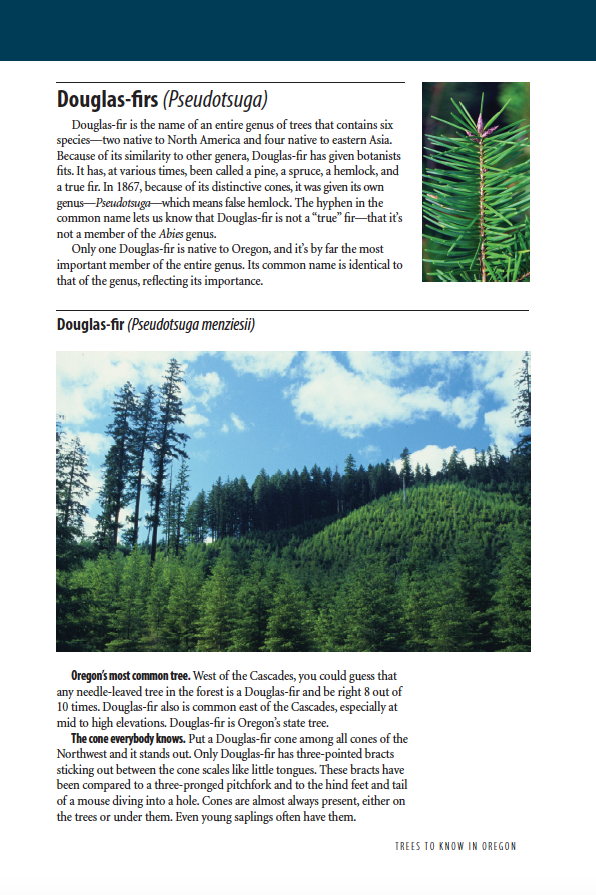 Douglas-firs (Pseudotsuga)
Douglas-fir is the name of an entire genus of trees that contains six
species—two native to North America and four native to eastern Asia.
Because of its similarity to other genera, Douglas-fir has given botanists
fits. It has, at various times, been called a pine, a spruce, a hemlock, and
a true fir. In 1867, because of its distinctive cones, it was given its own
genus—Pseudotsuga—which means false hemlock. The hyphen in the
common name lets us know that Douglas-fir is not a “true” fir—that it’s
not a member of the Abies genus.
Only one Douglas-fir is native to Oregon, and it’s by far the most
important member of the entire genus. Its common name is identical to
that of the genus, reflecting its importance.
Douglas-fir (Pseudotsuga menziesii)
Oregon’s most common tree. West of the Cascades, you could guess that
any needle-leaved tree in the forest is a Douglas-fir and be right 8 out of
10 times. Douglas-fir also is common east of the Cascades, especially at
mid to high elevations. Douglas-fir is Oregon’s state tree.
The cone everybody knows. Put a Douglas-fir cone among all cones of the
Northwest and it stands out. Only Douglas-fir has three-pointed bracts
sticking out between the cone scales like little tongues. These bracts have
been compared to a three-pronged pitchfork and to the hind feet and tail
of a mouse diving into a hole. Cones are almost always present, either on
the trees or under them. Even young saplings often have them.
TREES TO KNOW IN OREGON